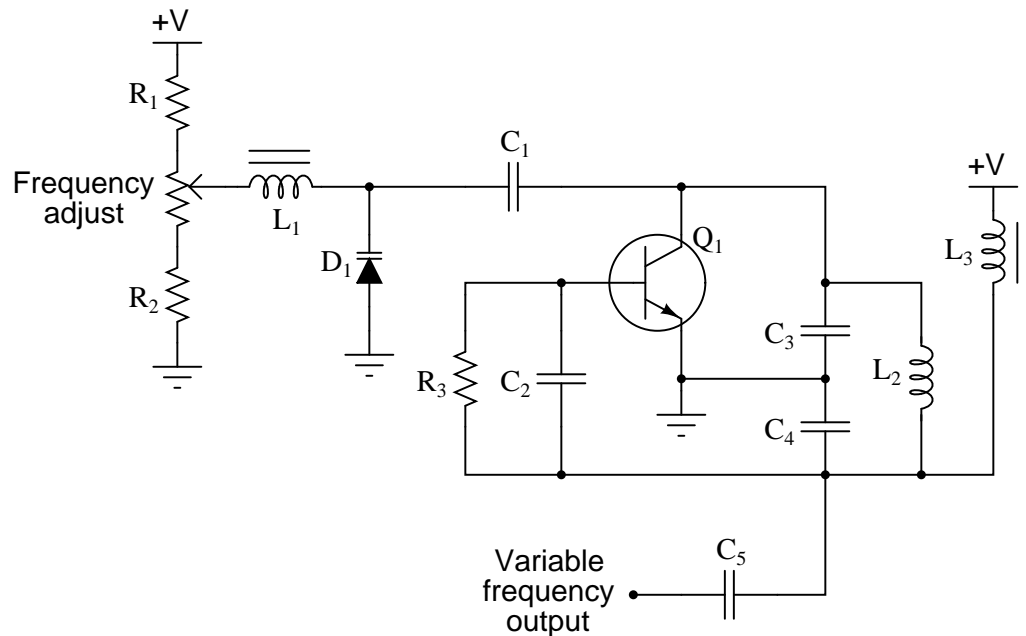 +V
R1
Frequency
adjust
L1
R2
D1
C1
Q1
+V
L3
C3
R3
C2
L2
C4
C5
Variable
frequency
output